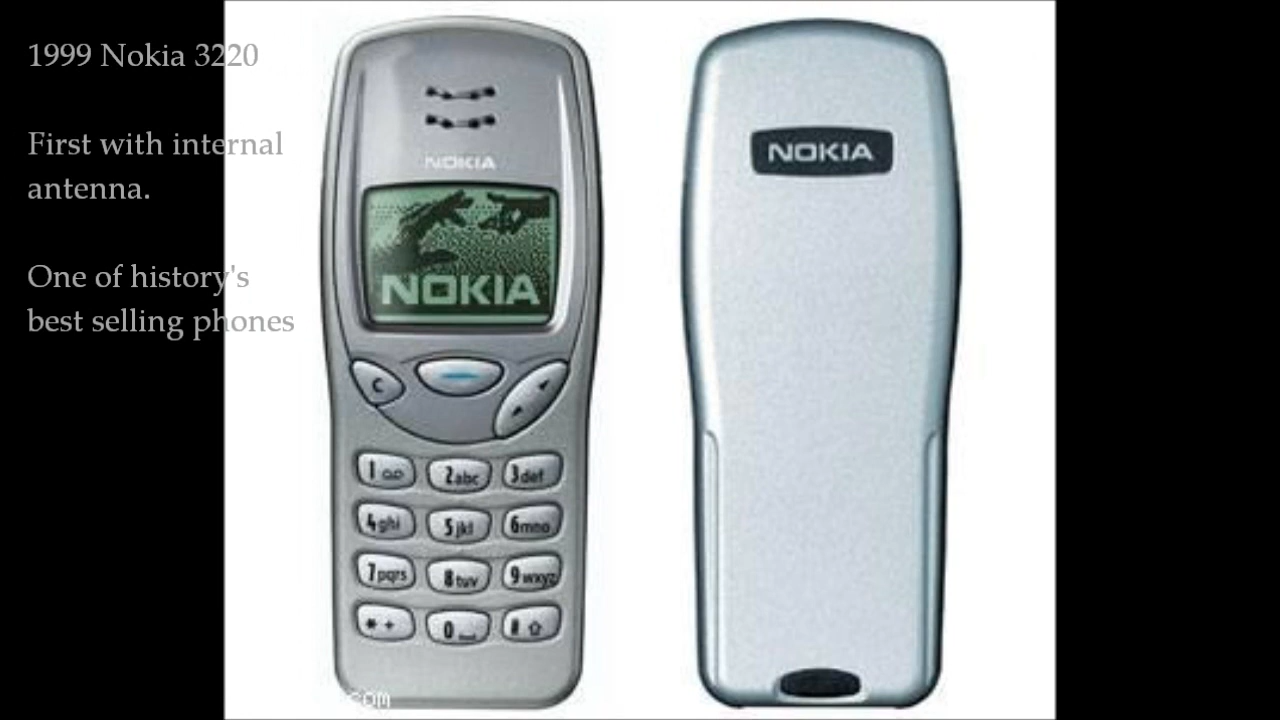 1999 Nokia 3220
First with internal
antenna.
One of history's
best selling phones
NOKIA
NOKIA
NOKIA
C
1 2abc 3def
4ghi 5jkl 6mno
7pqrs 8tuv 9wxyz
* + 0 #
.com